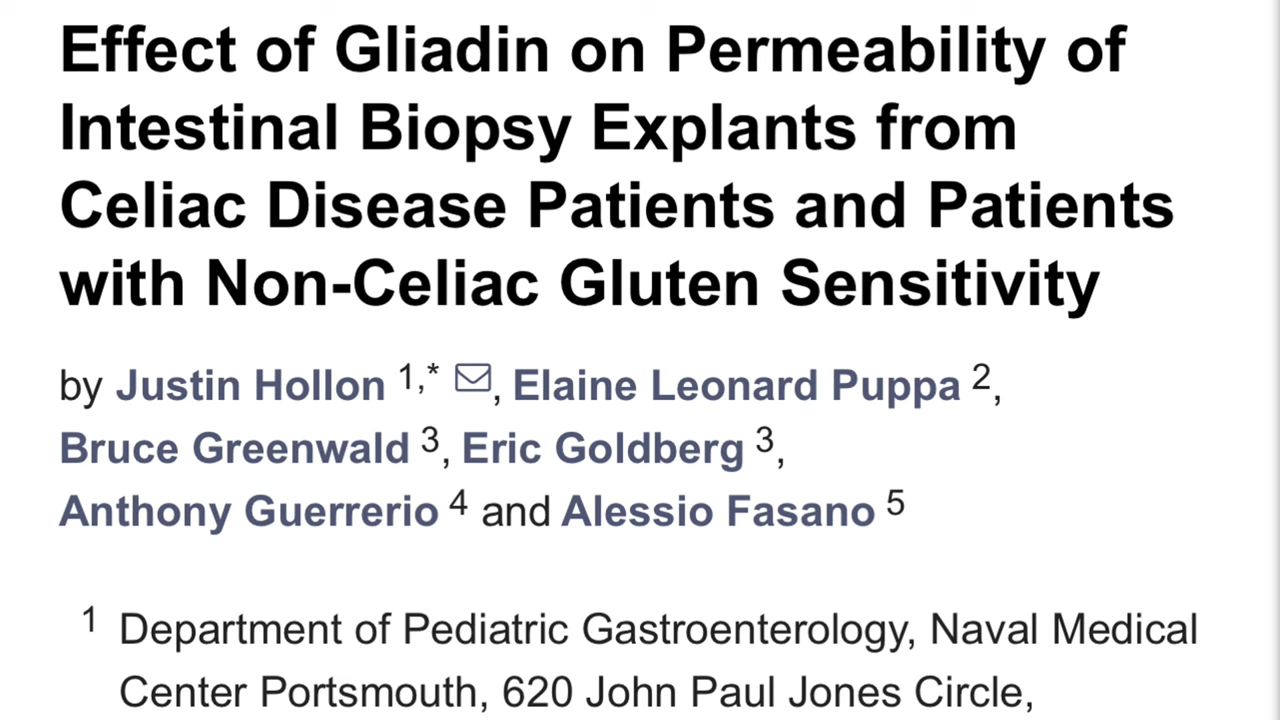 Effect of Gliadin on Permeability of
Intestinal Biopsy Explants from
Celiac Disease Patients and Patients
with Non-Celiac Gluten Sensitivity
by Justin Hollon 1,* , Elaine Leonard Puppa 2,
Bruce Greenwald 3, Eric Goldberg 3,
Anthony Guerrerio 4 and Alessio Fasano 5
1 Department of Pediatric Gastroenterology, Naval Medical
Center Portsmouth, 620 John Paul Jones Circle,